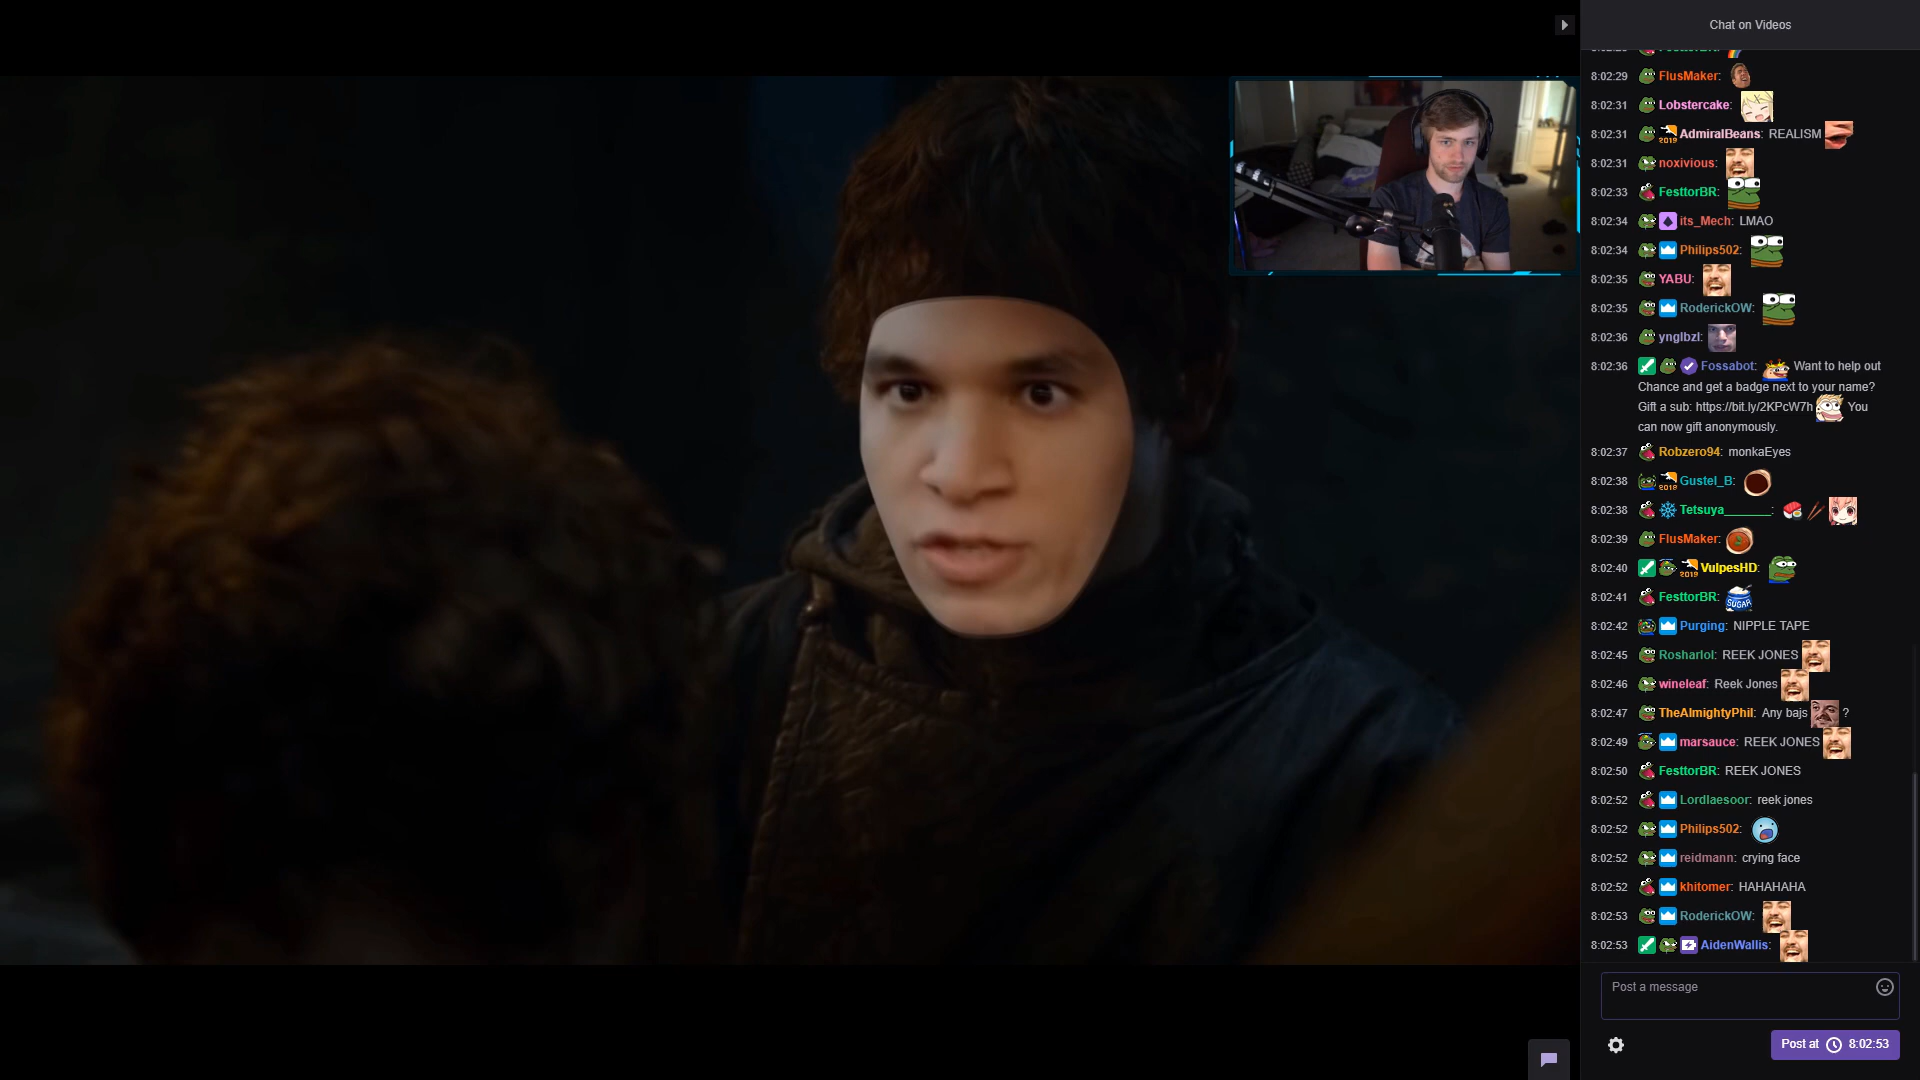 Chat on Videos
8:02:29 FlusMaker:
8:02:31 Lobstercake:
8:02:31 2019 AdmiralBeans: REALISM
8:02:31 noxivious:
8:02:33 FesttorBR:
8:02:34 its_Mech: LMAO
8:02:34 Philips502:
8:02:35 YABU:
8:02:35 RoderickOW:
8:02:36 ynglbzl:
8:02:36 Fossabot: Want to help out
Chance and get a badge next to your name?
Gift a sub: https://bit.ly/2KPcW7h You
can now gift anonymously.
8:02:37 Robzero94: monkaEyes
8:02:38 2019 Gustel_B:
8:02:38 Tetsuya_______:
8:02:39 FlusMaker:
8:02:40 2019 VulpesHD:
8:02:41 FesttorBR: SUGAR
8:02:42 Purging: NIPPLE TAPE
8:02:45 Rosharlol: REEK JONES
8:02:46 wineleaf: Reek Jones
8:02:47 TheAlmightyPhil: Any bajs ?
8:02:49 marsauce: REEK JONES
8:02:50 FesttorBR: REEK JONES
8:02:52 Lordlaesoor: reek jones
8:02:52 Philips502:
8:02:52 reidmann: crying face
8:02:52 khitomer: HAHAHAHA
8:02:53 RoderickOW:
8:02:53 AidenWallis:
Post a message
Post at 8:02:53